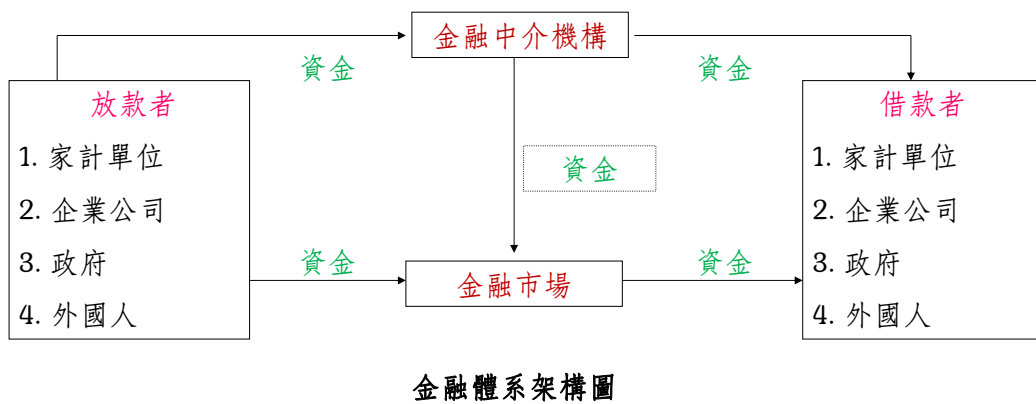 金融中介機構
資金
資金
放款者
1. 家計單位
2. 企業公司
3. 政府
4. 外國人
資金
借款者
1. 家計單位
2. 企業公司
3. 政府
4. 外國人
資金
金融市場
資金
金融體系架構圖